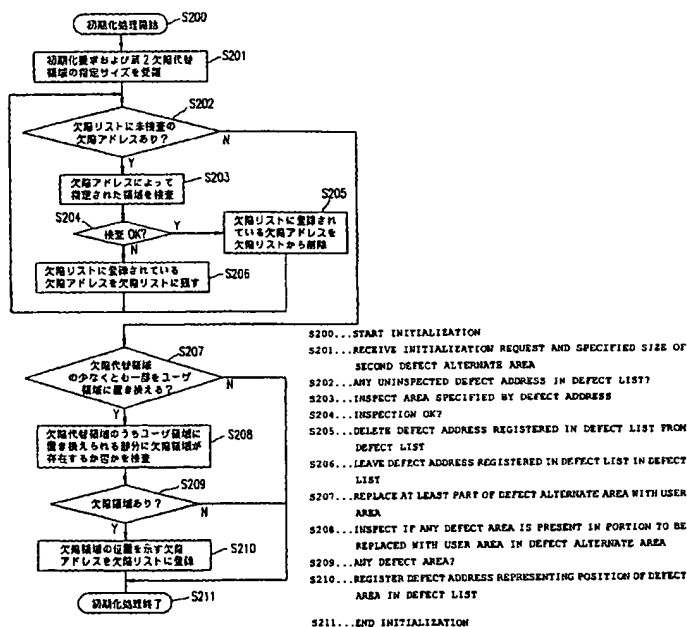 初期化処理開始
S200
初期化要求および第2欠陥代替
領域の指定サイズを受領
S201
S202
欠陥リストに未検査の
欠陥アドレスあり？
N
Y
欠陥アドレスによって
指定された領域を検査
S203
S204
検査 OK?
Y
N
S205
欠陥リストに登録され
ている欠陥アドレスを
欠陥リストから削除
欠陥リストに登録されている
欠陥アドレスを欠陥リストに残す
S206
S207
欠陥代替領域
の少なくとも一部をユーザ
領域に置き換える？
N
Y
欠陥代替領域のうちユーザ領域に
置き換えられる部分に欠陥領域が
存在するか否かを検査
S208
S209
欠陥領域あり？
N
Y
欠陥領域の位置を示す欠陥
アドレスを欠陥リストに登録
S210
初期化処理終了
S211
S200...START INITIALIZATION
S201...RECEIVE INITIALIZATION REQUEST AND SPECIFIED SIZE OF
SECOND DEFECT ALTERNATE AREA
S202...ANY UNINSPECTED DEFECT ADDRESS IN DEFECT LIST?
S203...INSPECT AREA SPECIFIED BY DEFECT ADDRESS
S204...INSPECTION OK?
S205...DELETE DEFECT ADDRESS REGISTERED IN DEFECT LIST FROM
DEFECT LIST
S206...LEAVE DEFECT ADDRESS REGISTERED IN DEFECT LIST IN DEFECT
LIST
S207...REPLACE AT LEAST PART OF DEFECT ALTERNATE AREA WITH USER
AREA
S208...INSPECT IF ANY DEFECT AREA IS PRESENT IN PORTION TO BE
REPLACED WITH USER AREA IN DEFECT ALTERNATE AREA
S209...ANY DEFECT AREA?
S210...REGISTER DEFECT ADDRESS REPRESENTING POSITION OF DEFECT
AREA IN DEFECT LIST
S211...END INITIALIZATION